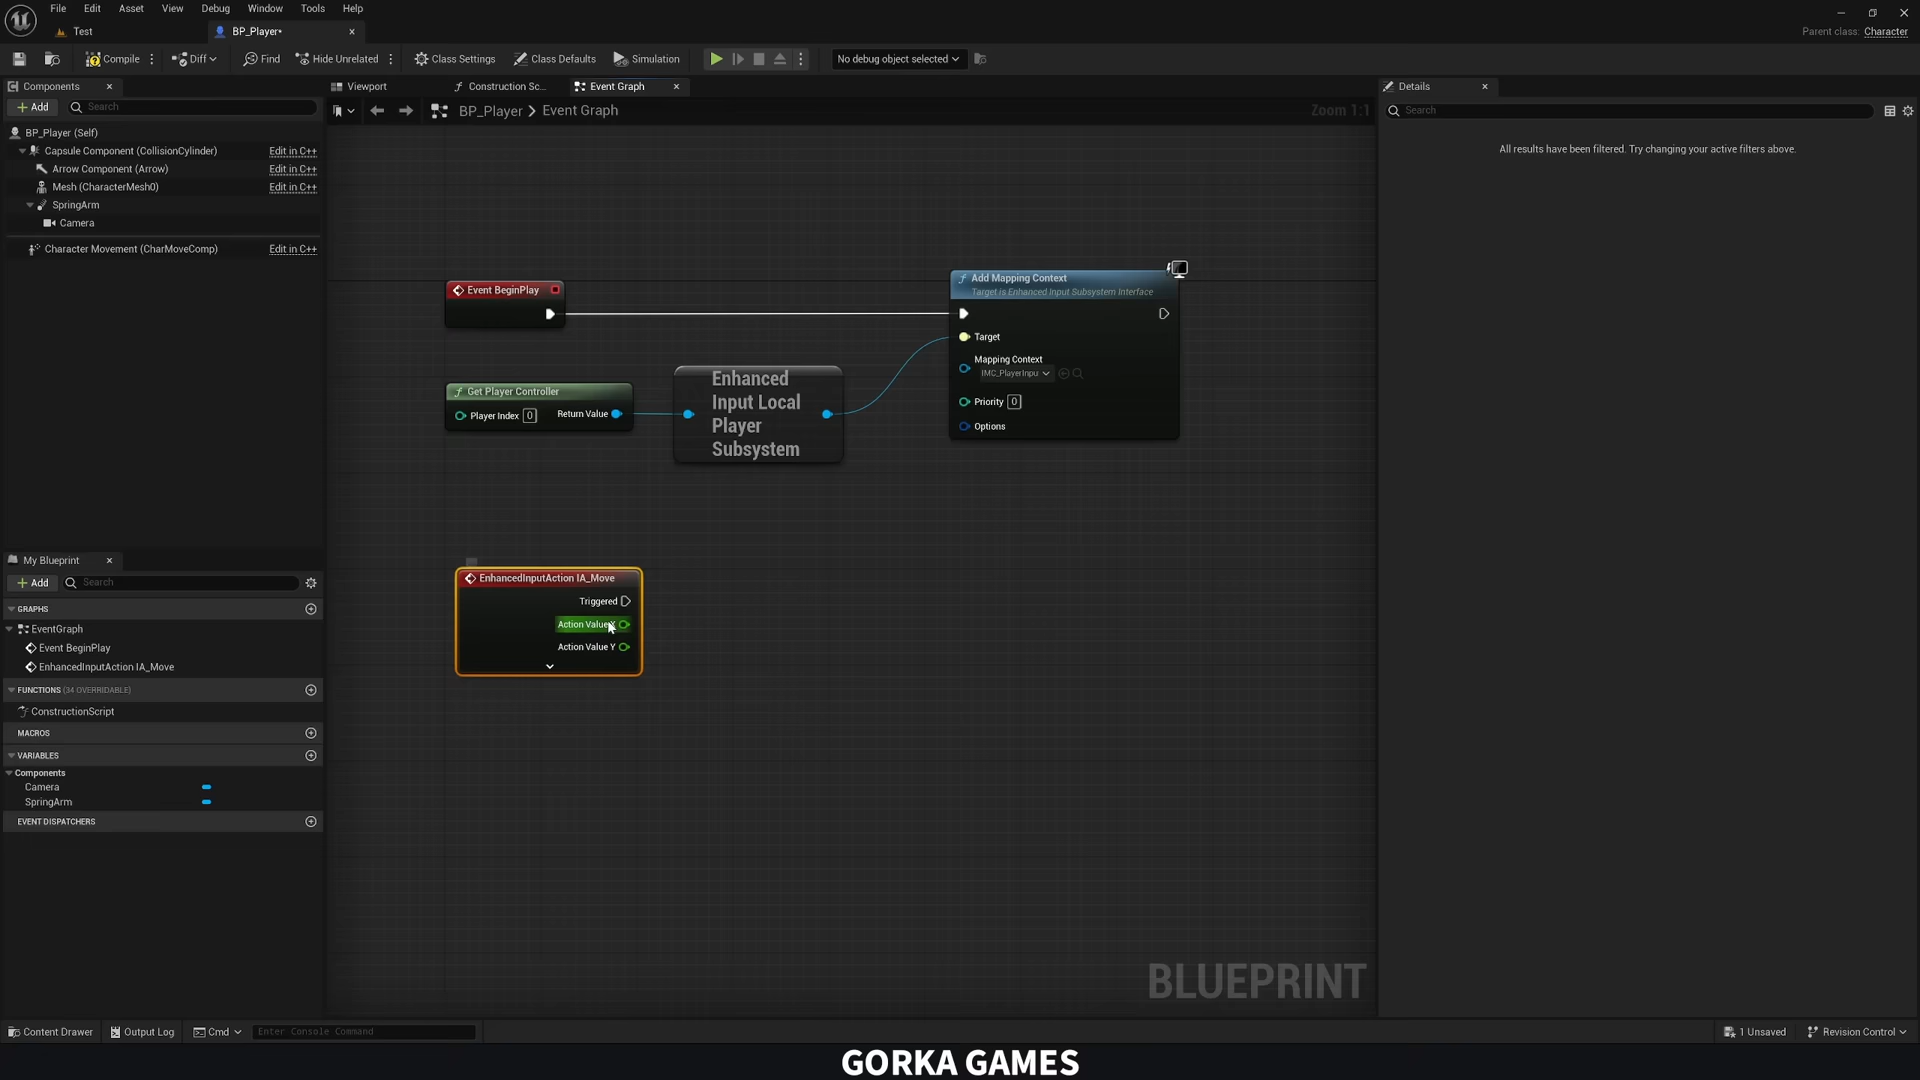 File Edit Asset View Debug Window Tools Help
Test
BP_Player•
Parent class: Character
Compile
Diff
Find
Hide Unrelated
Class Settings
Class Defaults
Simulation
No debug object selected
Components
Viewport
Construction Sc...
Event Graph
Details
Add
Search
BP_Player > Event Graph
Zoom 1:1
Search
BP_Player (Self)
All results have been filtered. Try changing your active filters above.
Capsule Component (CollisionCylinder) Edit in C++
Arrow Component (Arrow) Edit in C++
Mesh (CharacterMesh0) Edit in C++
SpringArm
Camera
Character Movement (CharMoveComp) Edit in C++
Event BeginPlay
Add Mapping Context
Target is Enhanced Input Subsystem Interface
Target
Mapping Context
IMC_PlayerInpu
Priority 0
Options
Get Player Controller
Player Index 0
Return Value
Enhanced
Input Local
Player
Subsystem
EnhancedInputAction IA_Move
Triggered
Action Value X
Action Value Y
My Blueprint
Add
Search
GRAPHS
EventGraph
Event BeginPlay
EnhancedInputAction IA_Move
FUNCTIONS (34 OVERRIDABLE)
ConstructionScript
MACROS
VARIABLES
Components
Camera
SpringArm
EVENT DISPATCHERS
BLUEPRINT
Content Drawer
Output Log
Cmd
Enter Console Command
1 Unsaved
Revision Control
GORKA GAMES